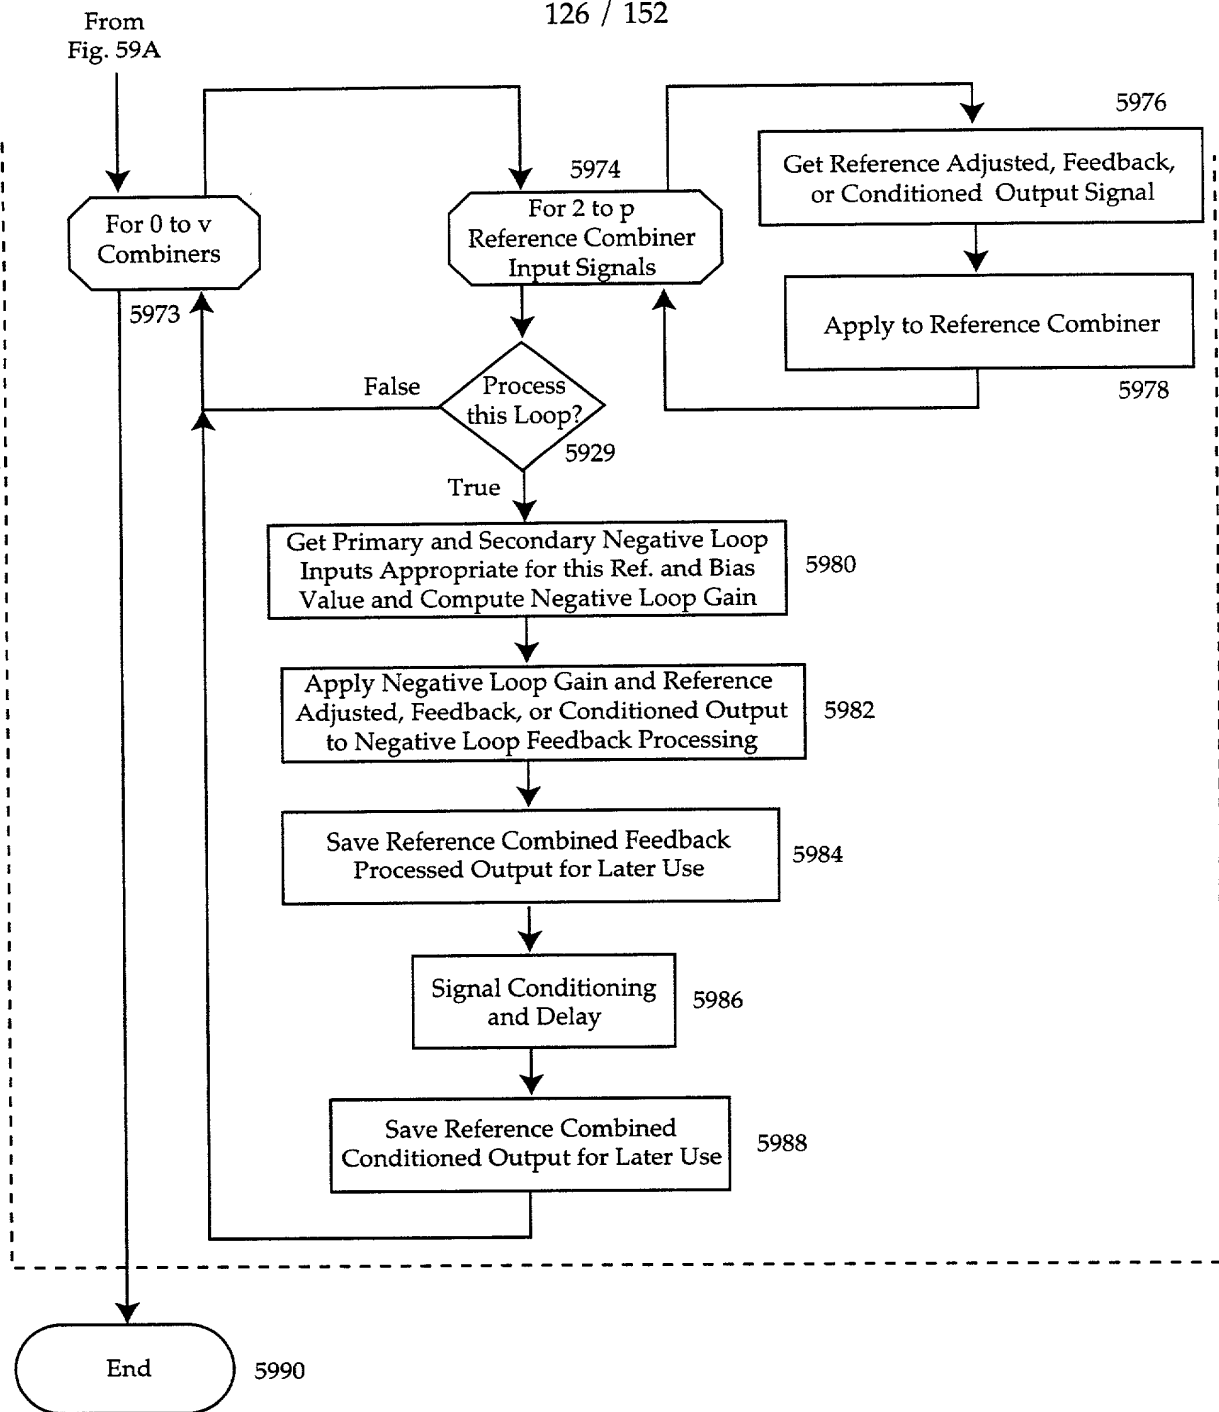 126 / 152
From
Fig. 59A
5976
Get Reference Adjusted, Feedback,
or Conditioned Output Signal
5974
For 2 to p
Reference Combiner
Input Signals
For 0 to v
Combiners
5973
Apply to Reference Combiner
5978
False
Process
this Loop?
5929
True
Get Primary and Secondary Negative Loop
Inputs Appropriate for this Ref. and Bias
Value and Compute Negative Loop Gain
5980
Apply Negative Loop Gain and Reference
Adjusted, Feedback, or Conditioned Output
to Negative Loop Feedback Processing
5982
Save Reference Combined Feedback
Processed Output for Later Use
5984
Signal Conditioning
and Delay
5986
Save Reference Combined
Conditioned Output for Later Use
5988
End
5990